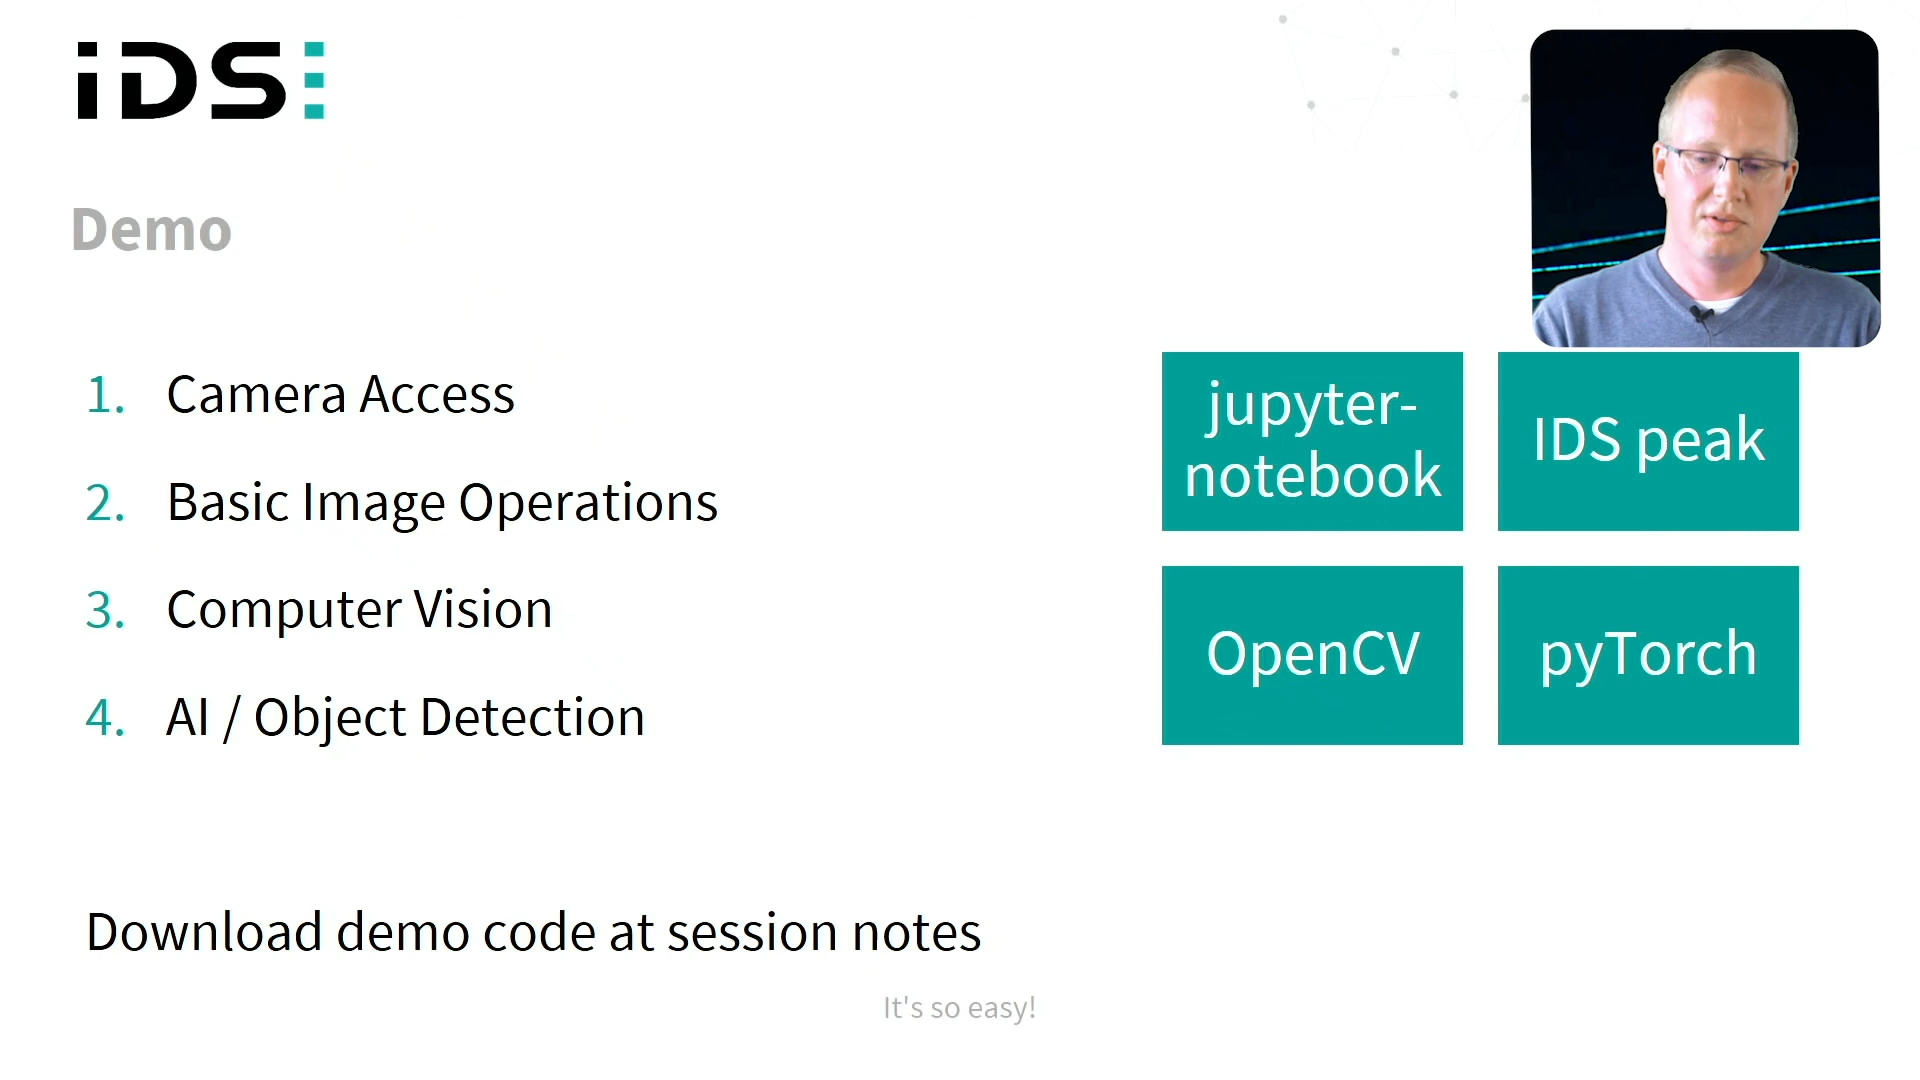 iDS
Demo
1. Camera Access
2. Basic Image Operations
3. Computer Vision
4. AI / Object Detection
jupyter-
notebook
IDS peak
OpenCV
pyTorch
Download demo code at session notes
It's so easy!